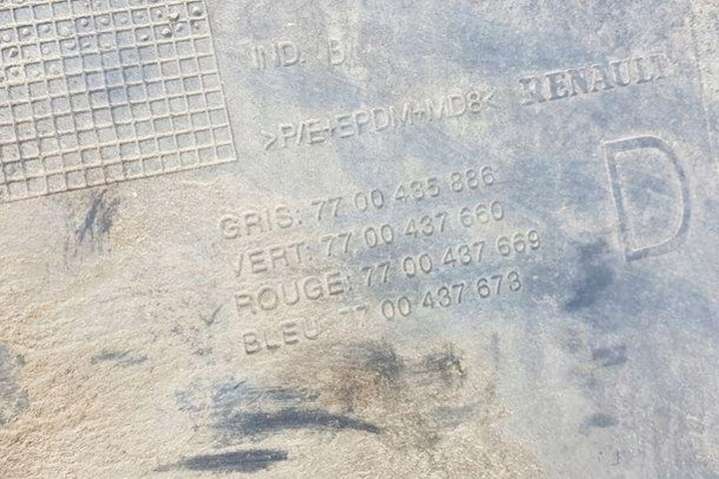 IND. B
RENAULT
>P/E+EPDM+MD8<
D
GRIS: 77 00 435 886
VERT: 77 00 437 660
ROUGE: 77 00 437 669
BLEU 77 00 437 673